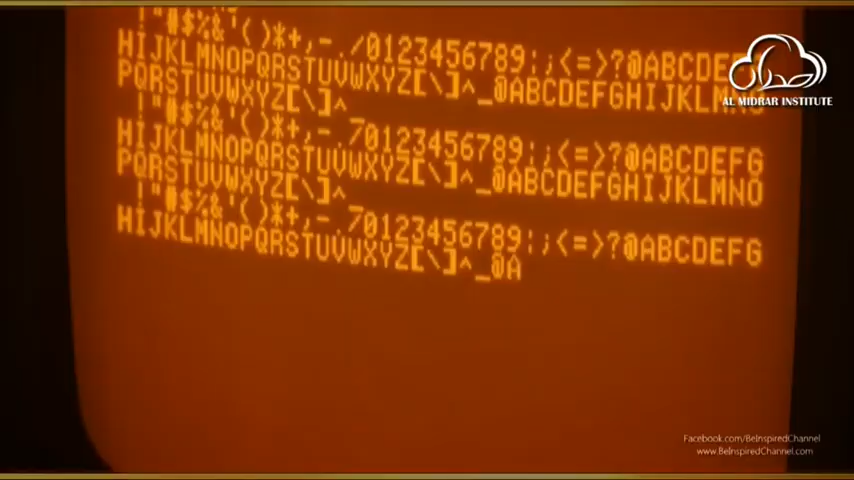 !"#$%&'()*+,-./0123456789:;<=>?@ABCDEF
HIJKLMNOPQRSTUVWXYZ[\]^_@ABCDEFGHIJKLMNO
PQRSTUVWXYZ[\]^
!"#$%&'()*+,-./0123456789:;<=>?@ABCDEFG
HIJKLMNOPQRSTUVWXYZ[\]^_@ABCDEFGHIJKLMNO
PQRSTUVWXYZ[\]^
!"#$%&'()*+,-./0123456789:;<=>?@ABCDEFG
HIJKLMNOPQRSTUVWXYZ[\]^_@A
AL MIDRAR INSTITUTE
Facebook.com/BeInspiredChannel
www.BeInspiredChannel.com